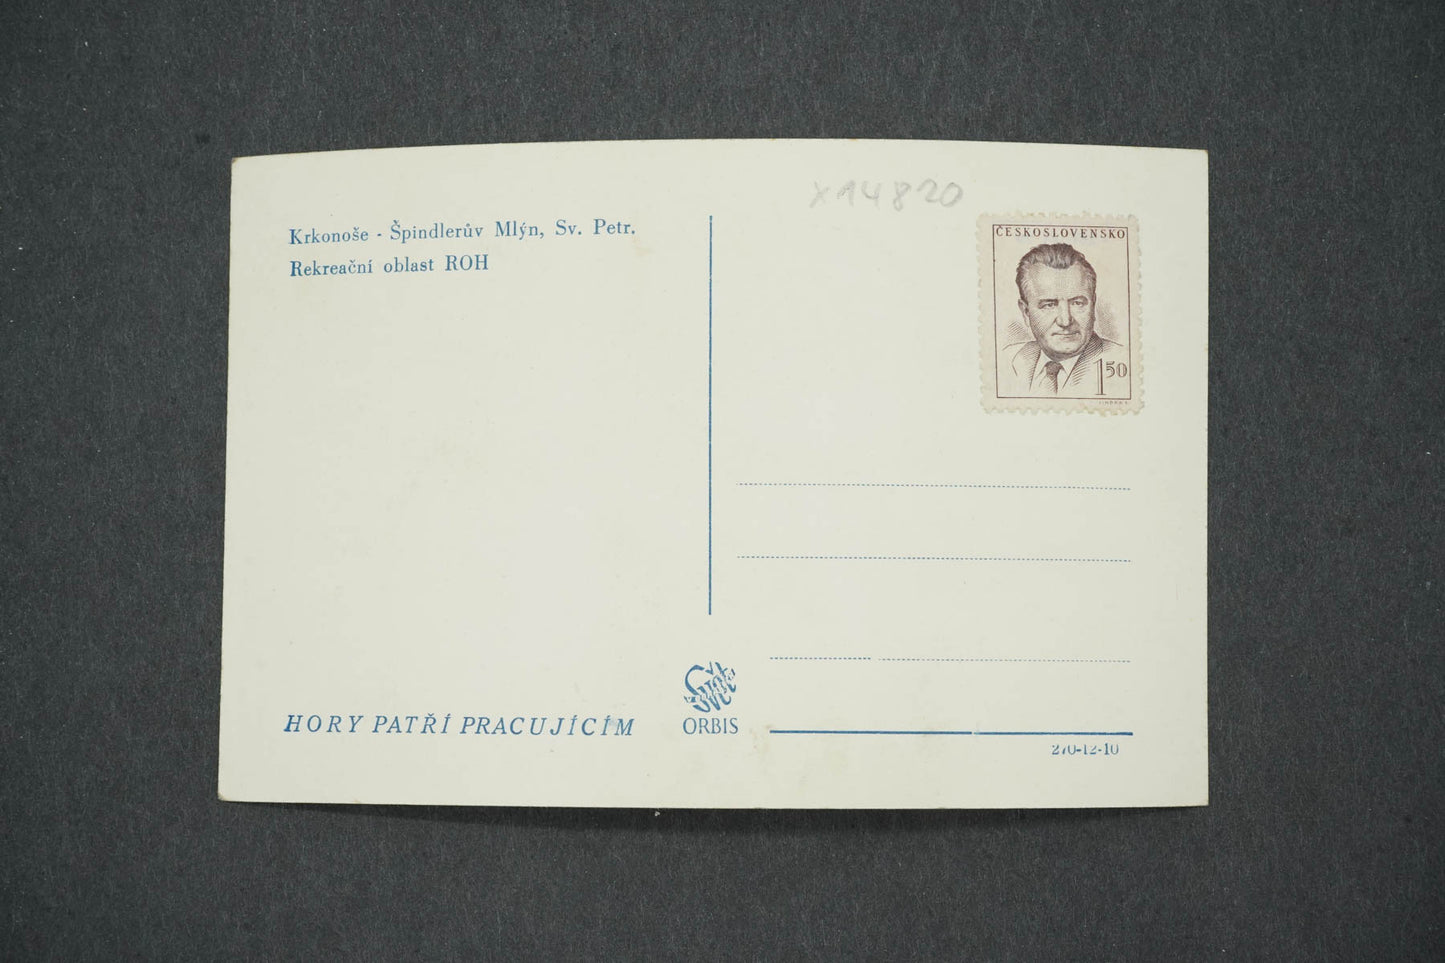 Krkonoše - Špindlerův Mlýn, Sv. Petr.
Rekreační oblast ROH
HORY PATŘÍ PRACUJÍCÍM
Svět
ORBIS
X14820
ČESKOSLOVENSKO
1 50
270-12-10